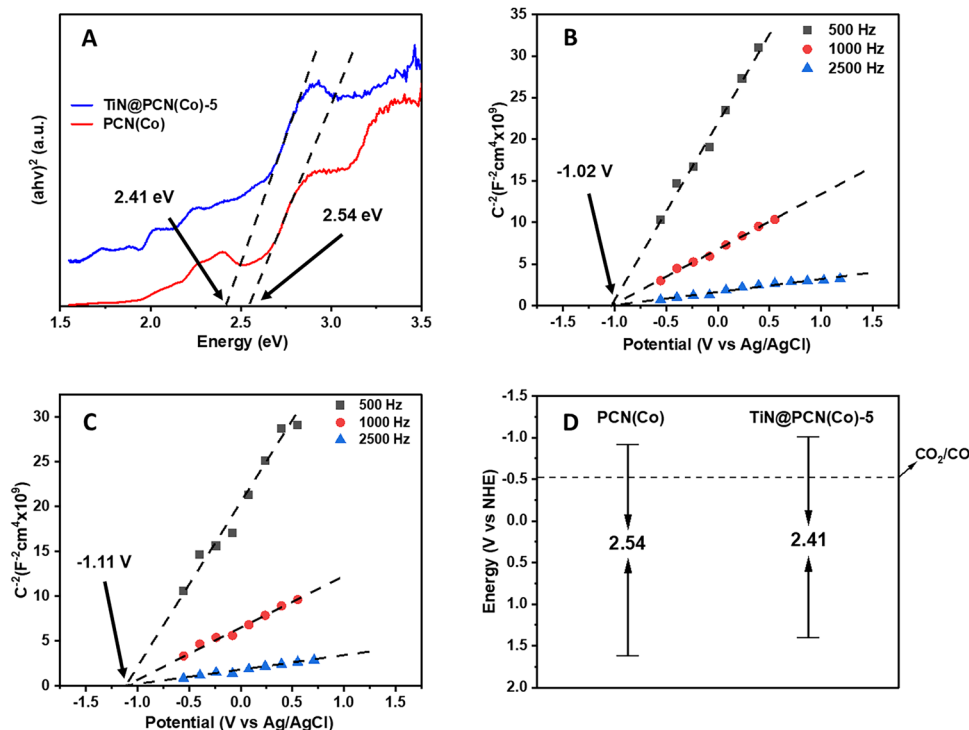 A
TiN@PCN(Co)-5
PCN(Co)
2.41 eV
2.54 eV
(ahv)² (a.u.)
1.5 2.0 2.5 3.0 3.5
Energy (eV)
B
500 Hz
1000 Hz
2500 Hz
-1.02 V
35
30
25
20
15
10
5
0
C⁻²(F⁻²cm⁴x10⁹)
-1.5 -1.0 -0.5 0.0 0.5 1.0 1.5
Potential (V vs Ag/AgCl)
C
500 Hz
1000 Hz
2500 Hz
-1.11 V
30
25
20
15
10
5
0
C⁻²(F⁻²cm⁴x10⁹)
-1.5 -1.0 -0.5 0.0 0.5 1.0 1.5
Potential (V vs Ag/AgCl)
D
PCN(Co) TiN@PCN(Co)-5
CO₂/CO
2.54 2.41
-1.5
-1.0
-0.5
0.0
0.5
1.0
1.5
2.0
Energy (V vs NHE)